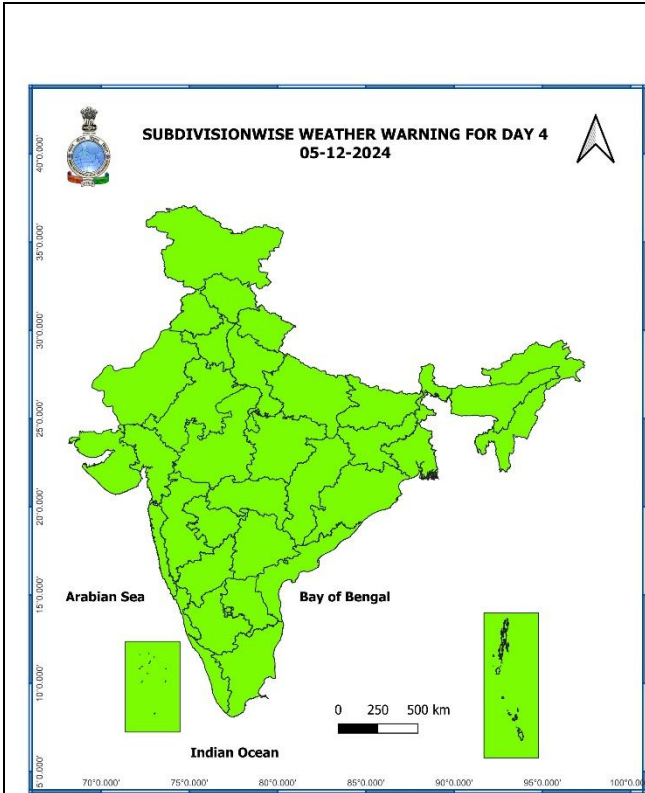 SUBDIVISIONWISE WEATHER WARNING FOR DAY 4
05-12-2024
40°0.000'
35°0.000'
30°0.000'
25°0.000'
20°0.000'
15°0.000'
10°0.000'
5°0.000'
Arabian Sea
Bay of Bengal
0 250 500 km
Indian Ocean
70°0.000' 75°0.000' 80°0.000' 85°0.000' 90°0.000' 95°0.000' 100°0.000'